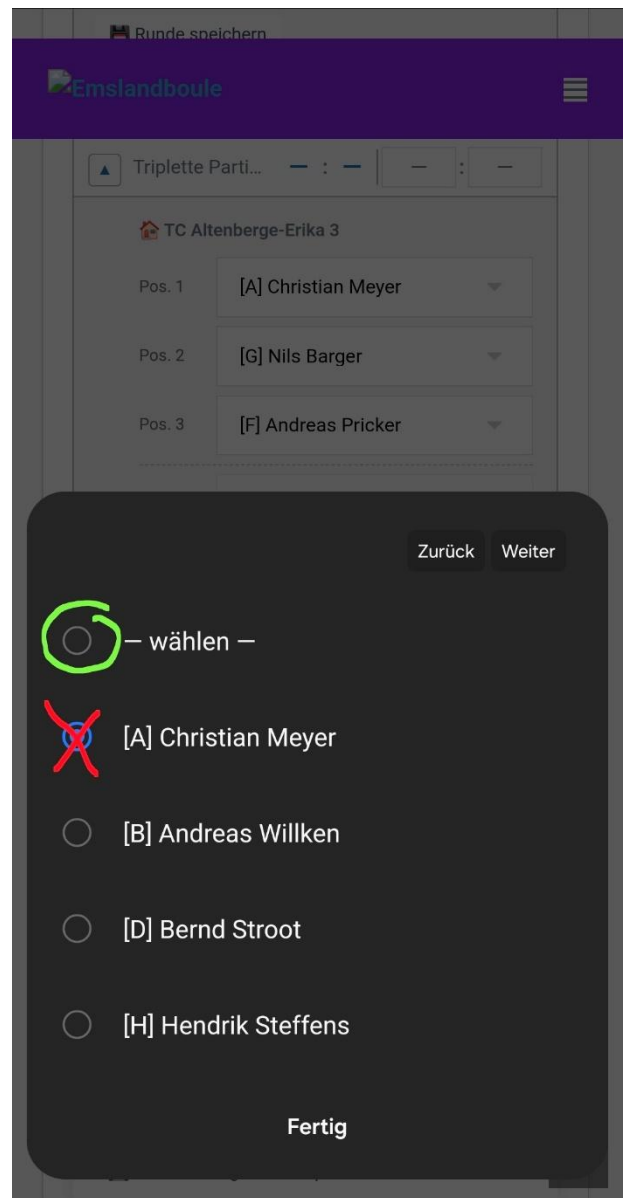 Runde speichern
Emslandboule
Triplette Parti... — : — — : —
TC Altenberge-Erika 3
Pos. 1 [A] Christian Meyer
Pos. 2 [G] Nils Barger
Pos. 3 [F] Andreas Pricker
Zurück Weiter
— wählen —
[A] Christian Meyer
[B] Andreas Willken
[D] Bernd Stroot
[H] Hendrik Steffens
Fertig